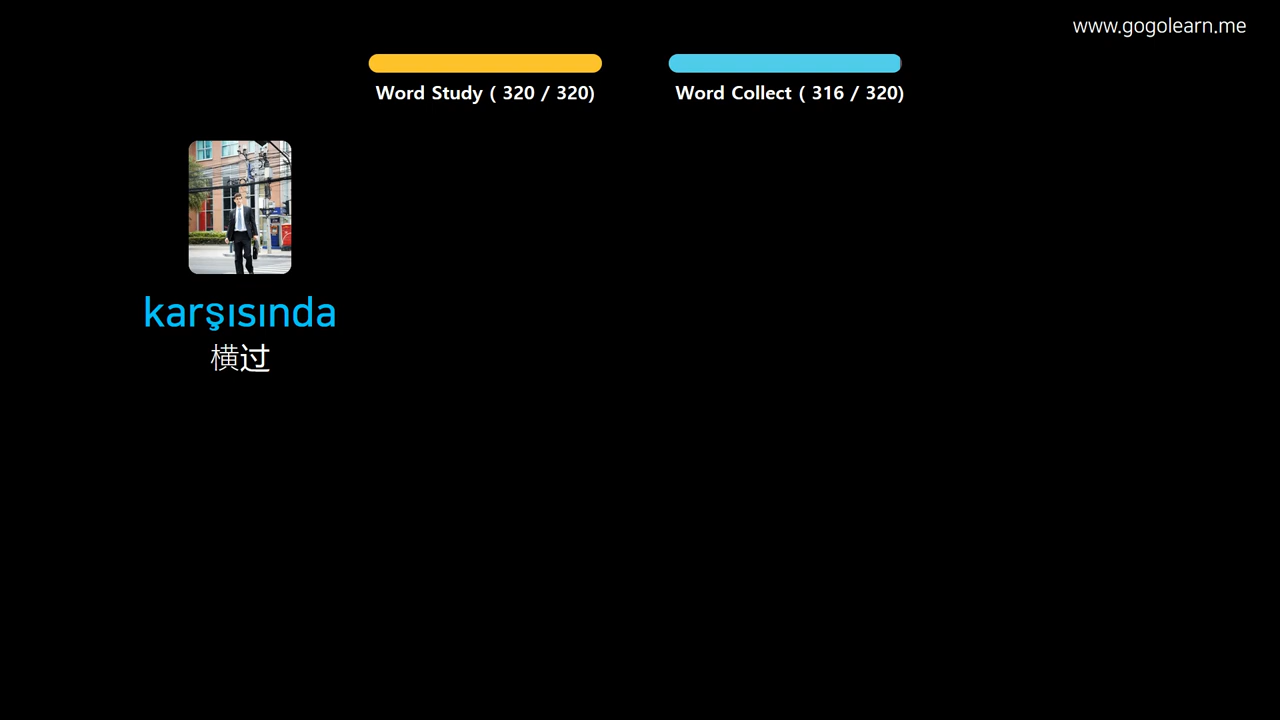 www.gogolearn.me
Word Study ( 320 / 320)
Word Collect ( 316 / 320)
karşısında
横过